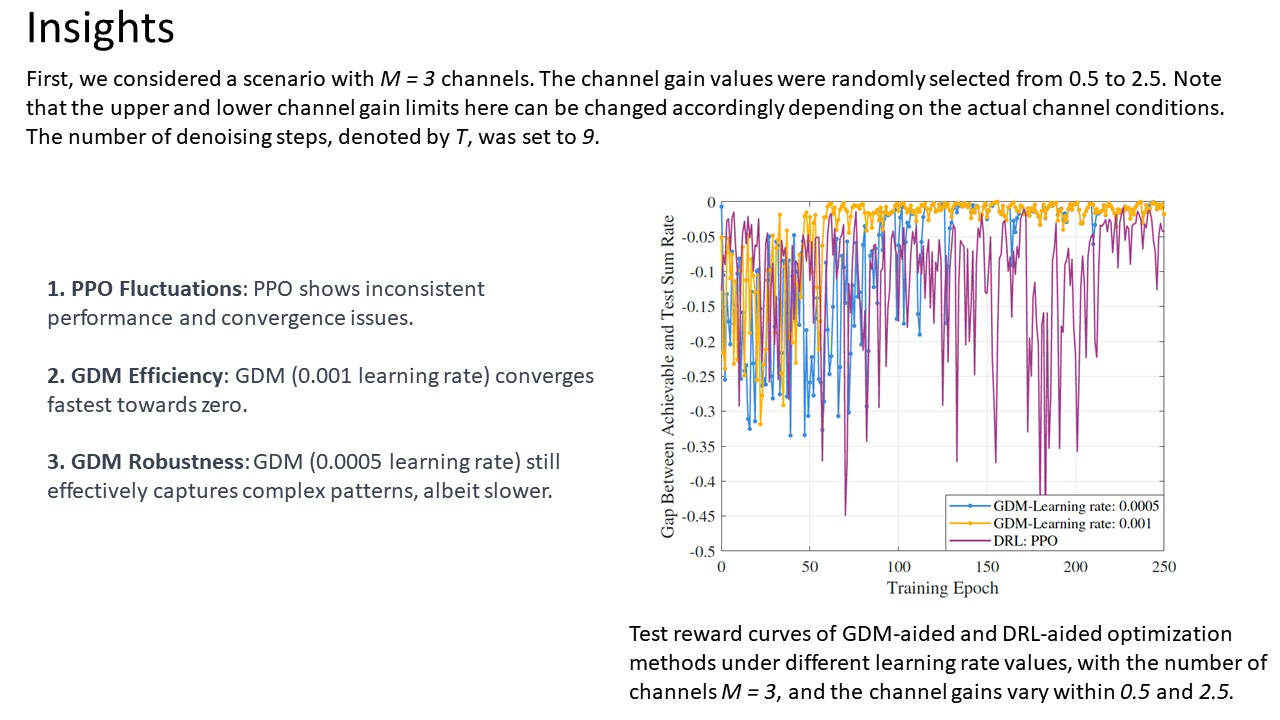 Insights
First, we considered a scenario with M = 3 channels. The channel gain values were randomly selected from 0.5 to 2.5. Note
that the upper and lower channel gain limits here can be changed accordingly depending on the actual channel conditions.
The number of denoising steps, denoted by T, was set to 9.
1. PPO Fluctuations: PPO shows inconsistent
performance and convergence issues.
2. GDM Efficiency: GDM (0.001 learning rate) converges
fastest towards zero.
3. GDM Robustness: GDM (0.0005 learning rate) still
effectively captures complex patterns, albeit slower.
Gap Between Achievable and Test Sum Rate
0
-0.05
-0.1
-0.15
-0.2
-0.25
-0.3
-0.35
-0.4
-0.45
-0.5
GDM-Learning rate: 0.0005
GDM-Learning rate: 0.001
DRL: PPO
0 50 100 150 200 250
Training Epoch
Test reward curves of GDM-aided and DRL-aided optimization
methods under different learning rate values, with the number of
channels M = 3, and the channel gains vary within 0.5 and 2.5.